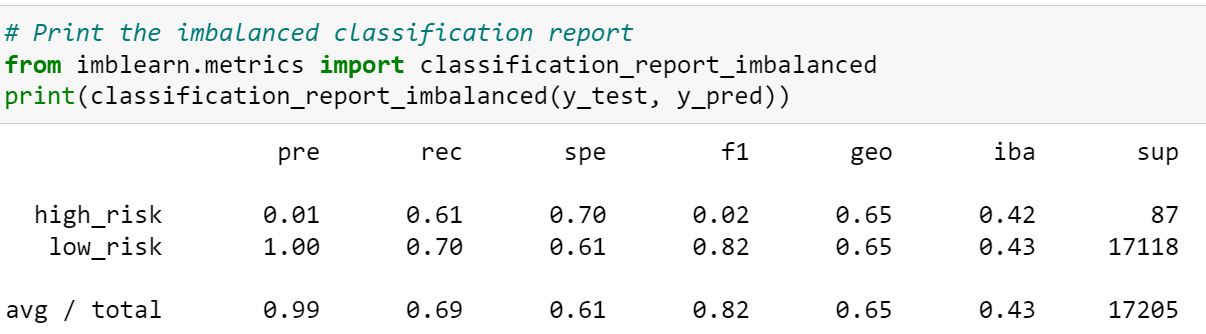 # Print the imbalanced classification report
from imblearn.metrics import classification_report_imbalanced
print(classification_report_imbalanced(y_test, y_pred))
pre rec spe f1 geo iba sup
high_risk 0.01 0.61 0.70 0.02 0.65 0.42 87
low_risk 1.00 0.70 0.61 0.82 0.65 0.43 17118
avg / total 0.99 0.69 0.61 0.82 0.65 0.43 17205